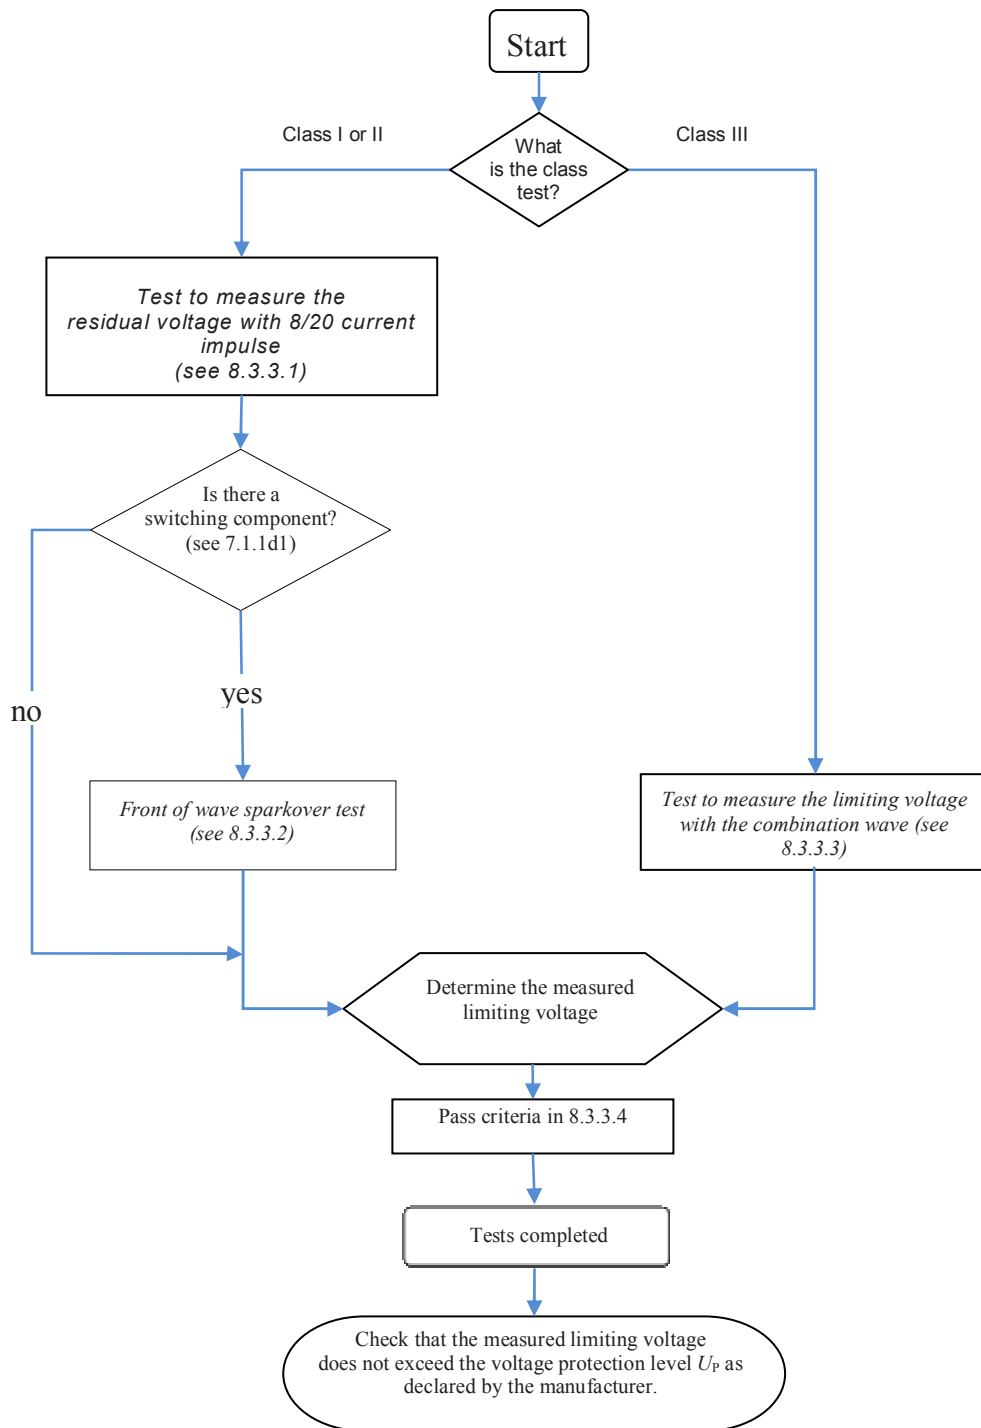 Start
Class I or II
Class III
What
is the class
test?
Test to measure the
residual voltage with 8/20 current
impulse
(see 8.3.3.1)
Is there a
switching component?
(see 7.1.1d1)
no
yes
Front of wave sparkover test
(see 8.3.3.2)
Test to measure the limiting voltage
with the combination wave (see
8.3.3.3)
Determine the measured
limiting voltage
Pass criteria in 8.3.3.4
Tests completed
Check that the measured limiting voltage
does not exceed the voltage protection level UP as
declared by the manufacturer.